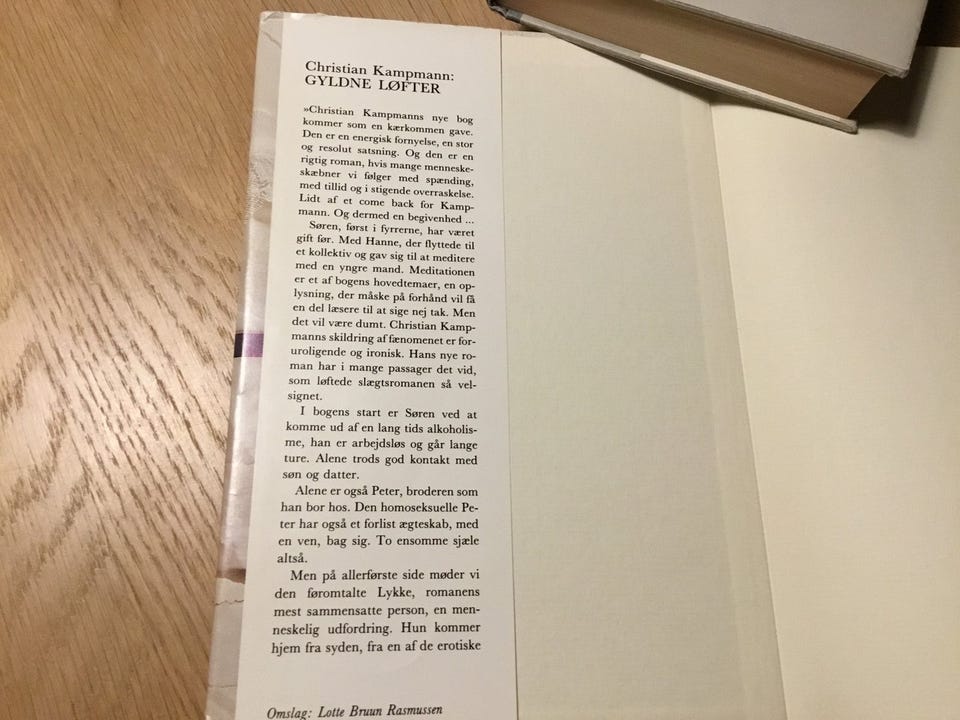 Christian Kampmann:
GYLDNE LØFTER
»Christian Kampmanns nye bog
kommer som en kærkommen gave.
Den er en energisk fornyelse, en stor
og resolut satsning. Og den er en
rigtig roman, hvis mange menneske-
skæbner vi følger med spænding,
med tillid og i stigende overraskelse.
Lidt af et come back for Kamp-
mann. Og dermed en begivenhed ...
Søren, først i fyrrerne, har været
gift før. Med Hanne, der flyttede til
et kollektiv og gav sig til at meditere
med en yngre mand. Meditationen
er et af bogens hovedtemaer, en op-
lysning, der måske på forhånd vil få
en del læsere til at sige nej tak. Men
det vil være dumt. Christian Kamp-
manns skildring af fænomenet er for-
uroligende og ironisk. Hans nye ro-
man har i mange passager det vid,
som løftede slægtsromanen så vel-
signet.
I bogens start er Søren ved at
komme ud af en lang tids alkoholis-
me, han er arbejdsløs og går lange
ture. Alene trods god kontakt med
søn og datter.
Alene er også Peter, broderen som
han bor hos. Den homoseksuelle Pe-
ter har også et forlist ægteskab, med
en ven, bag sig. To ensomme sjæle
altså.
Men på allerførste side møder vi
den føromtalte Lykke, romanens
mest sammensatte person, en men-
neskelig udfordring. Hun kommer
hjem fra syden, fra en af de erotiske
Omslag: Lotte Bruun Rasmussen